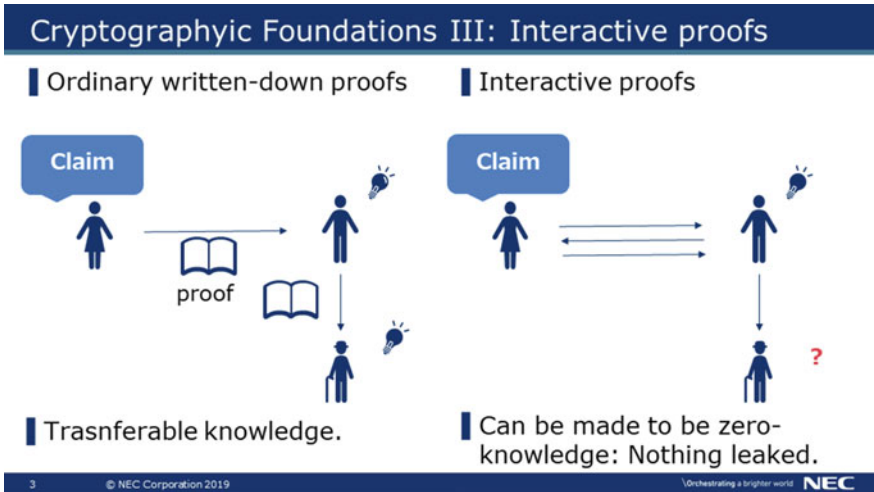 Cryptographyic Foundations III: Interactive proofs
Ordinary written-down proofs
Claim
proof
Trasnferable knowledge.
Interactive proofs
Claim
?
Can be made to be zero-
knowledge: Nothing leaked.
3 © NEC Corporation 2019 \Orchestrating a brighter world NEC